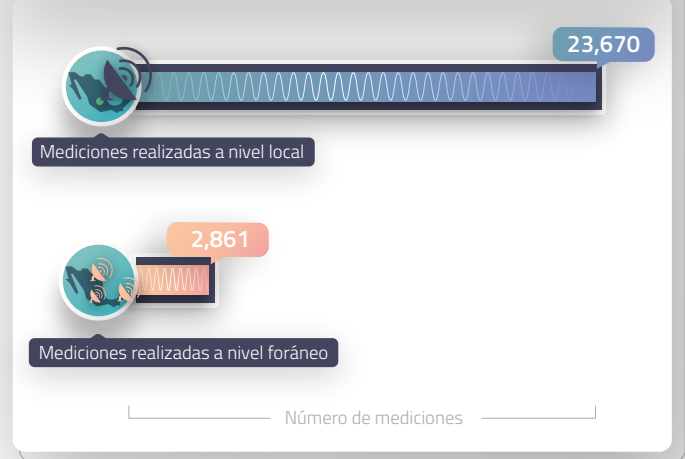 23,670
Mediciones realizadas a nivel local
2,861
Mediciones realizadas a nivel foráneo
Número de mediciones